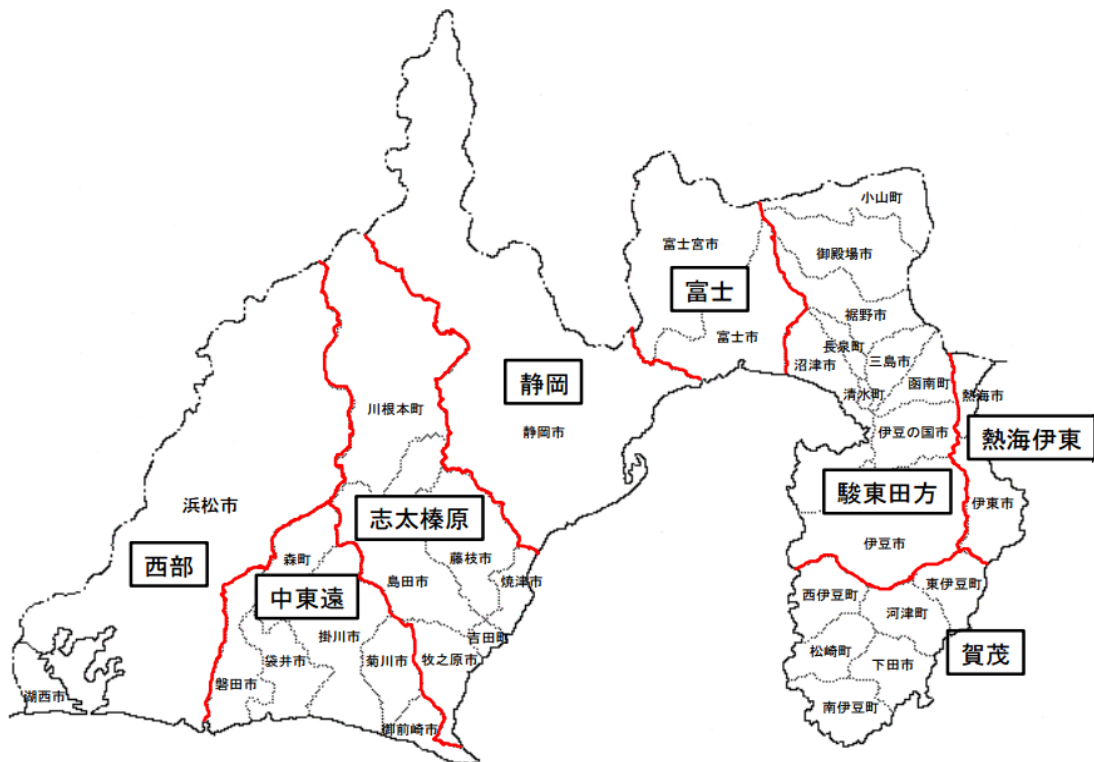 小山町
富士宮市
御殿場市
富士
裾野市
富士市
長泉町
沼津市
三島市
函南町
清水町
熱海市
静岡
川根本町
静岡市
伊豆の国市
熱海伊東
駿東田方
浜松市
志太榛原
伊東市
伊豆市
西部
森町
藤枝市
焼津市
島田市
中東遠
東伊豆町
西伊豆町
河津町
掛川市
吉田町
袋井市
菊川市
牧之原市
松崎町
下田市
賀茂
磐田市
湖西市
南伊豆町
御前崎市